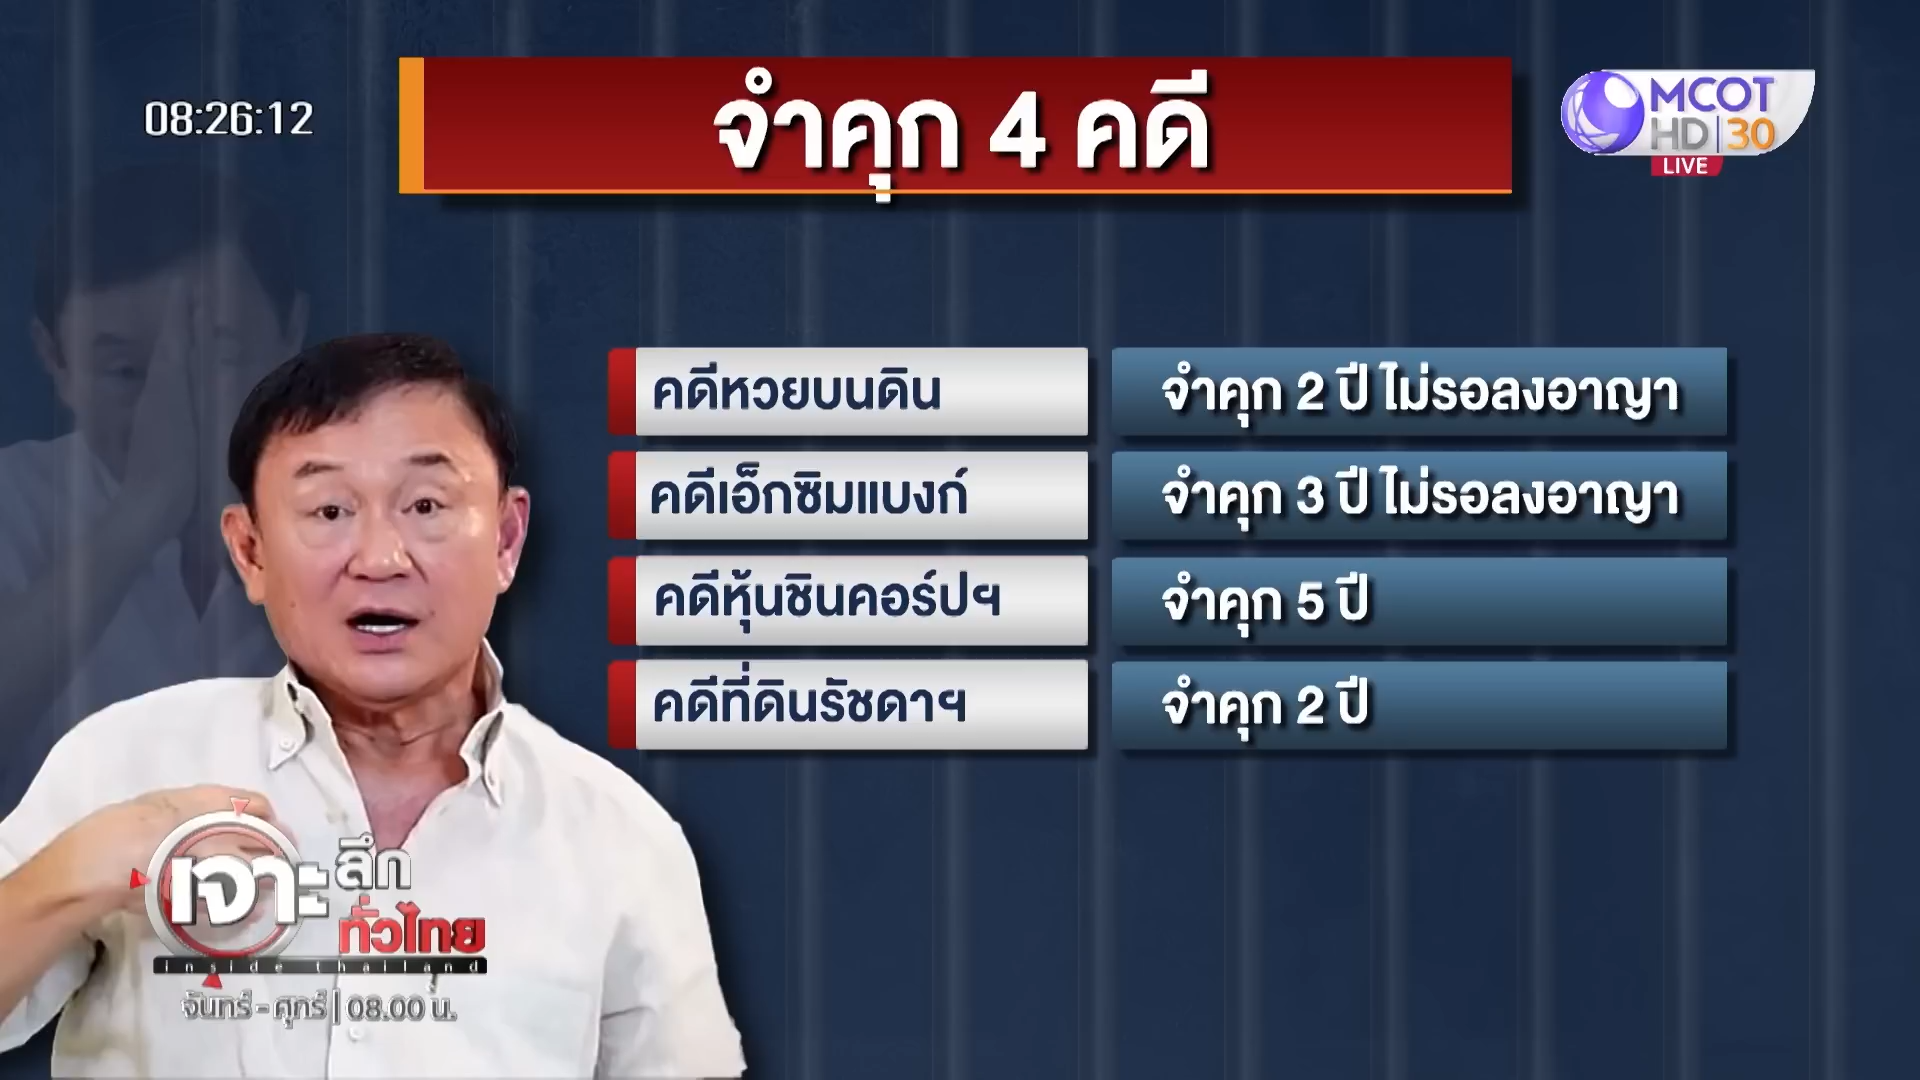 08:26:12
จำคุก 4 คดี
MCOT
HD 30
LIVE
คดีหวยบนดิน
จำคุก 2 ปี ไม่รอลงอาญา
คดีเอ็กซิมแบงก์
จำคุก 3 ปี ไม่รอลงอาญา
คดีหุ้นชินคอร์ปฯ
จำคุก 5 ปี
คดีที่ดินรัชดาฯ
จำคุก 2 ปี
เจาะลึก
ทั่วไทย
inside thailand
จันทร์ - ศุกร์ | 08.00 น.